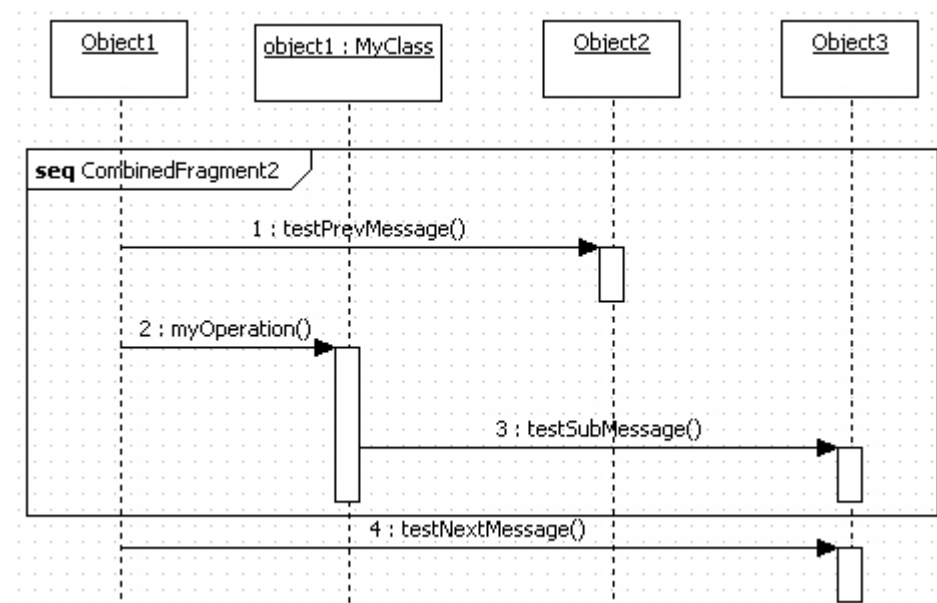 Object1
object1 : MyClass
Object2
Object3
seq CombinedFragment2
1 : testPrevMessage()
2 : myOperation()
3 : testSubMessage()
4 : testNextMessage()